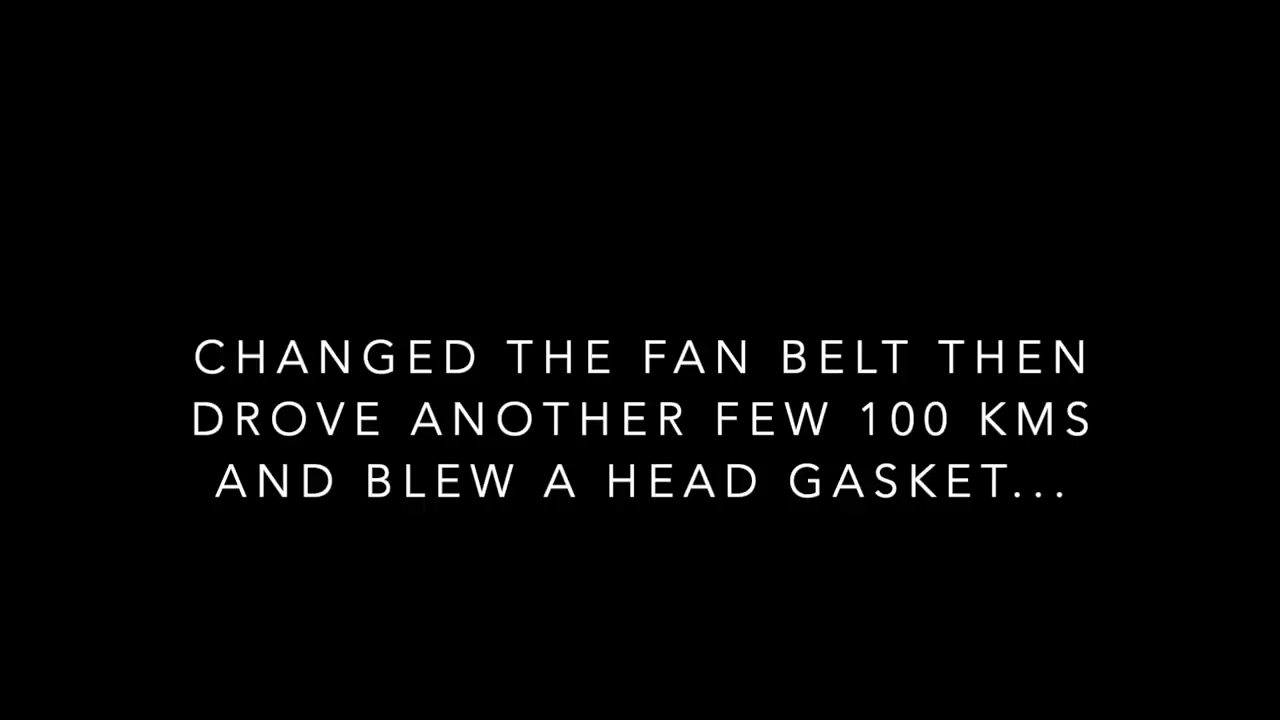 CHANGED THE FAN BELT THEN
DROVE ANOTHER FEW 100 KMS
AND BLEW A HEAD GASKET...